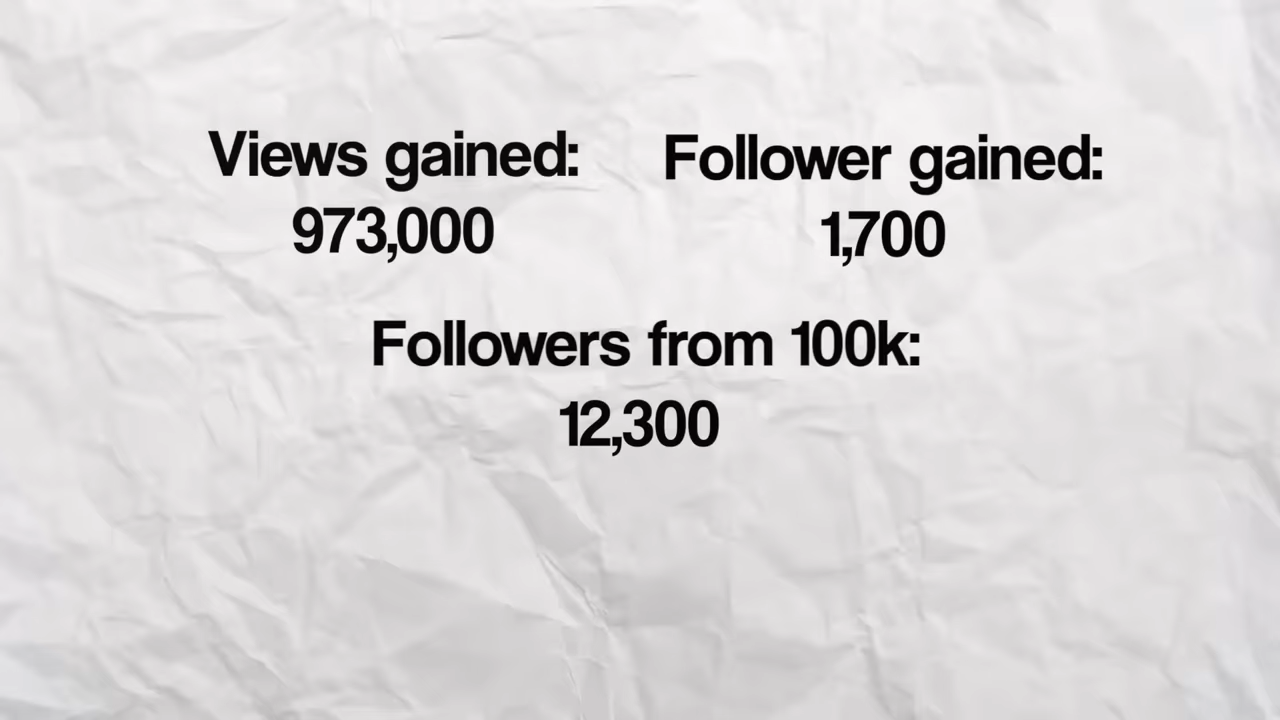 Views gained:
973,000
Follower gained:
1,700
Followers from 100k:
12,300